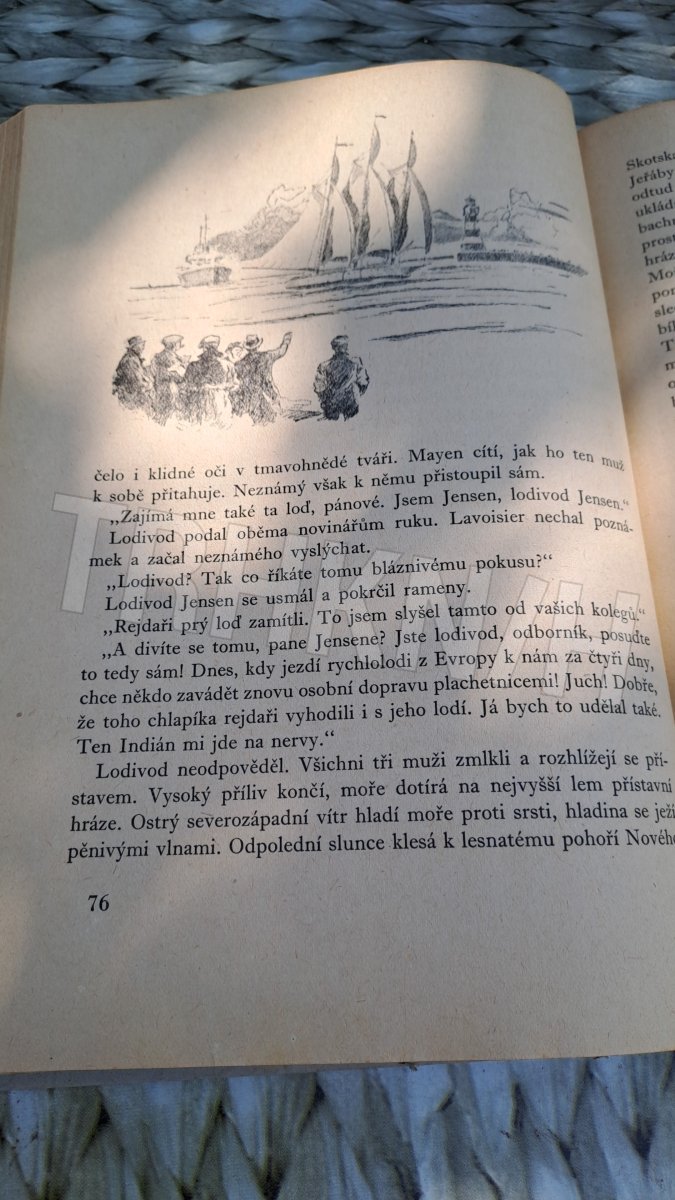 čelo i klidné oči v tmavohnědé tváři. Mayen cítí, jak ho ten muž
k sobě přitahuje. Neznámý však k němu přistoupil sám.
„Zajímá mne také ta loď, pánové. Jsem Jensen, lodivod Jensen.“
Lodivod podal oběma novinářům ruku. Lavoisier nechal pozná-
mek a začal neznámého vyslýchat.
„Lodivod? Tak co říkáte tomu bláznivému pokusu?“
Lodivod Jensen se usmál a pokrčil rameny.
„Rejdaři prý loď zamítli. To jsem slyšel tamto od vašich kolegů.“
„A divíte se tomu, pane Jensene? Jste lodivod, odborník, posuďte
to tedy sám! Dnes, kdy jezdí rychlolodi z Evropy k nám za čtyři dny,
chce někdo zavádět znovu osobní dopravu plachetnicemi! Juch! Dobře,
že toho chlapíka rejdaři vyhodili i s jeho lodí. Já bych to udělal také.
Ten Indián mi jde na nervy.“
Lodivod neodpověděl. Všichni tři muži zmlkli a rozhlížejí se pří-
stavem. Vysoký příliv končí, moře dotírá na nejvyšší lem přístavní
hráze. Ostrý severozápadní vítr hladí moře proti srsti, hladina se ježí
pěnivými vlnami. Odpolední slunce klesá k lesnatému pohoří Nového
76
Skotska
Jeřáby
odtud